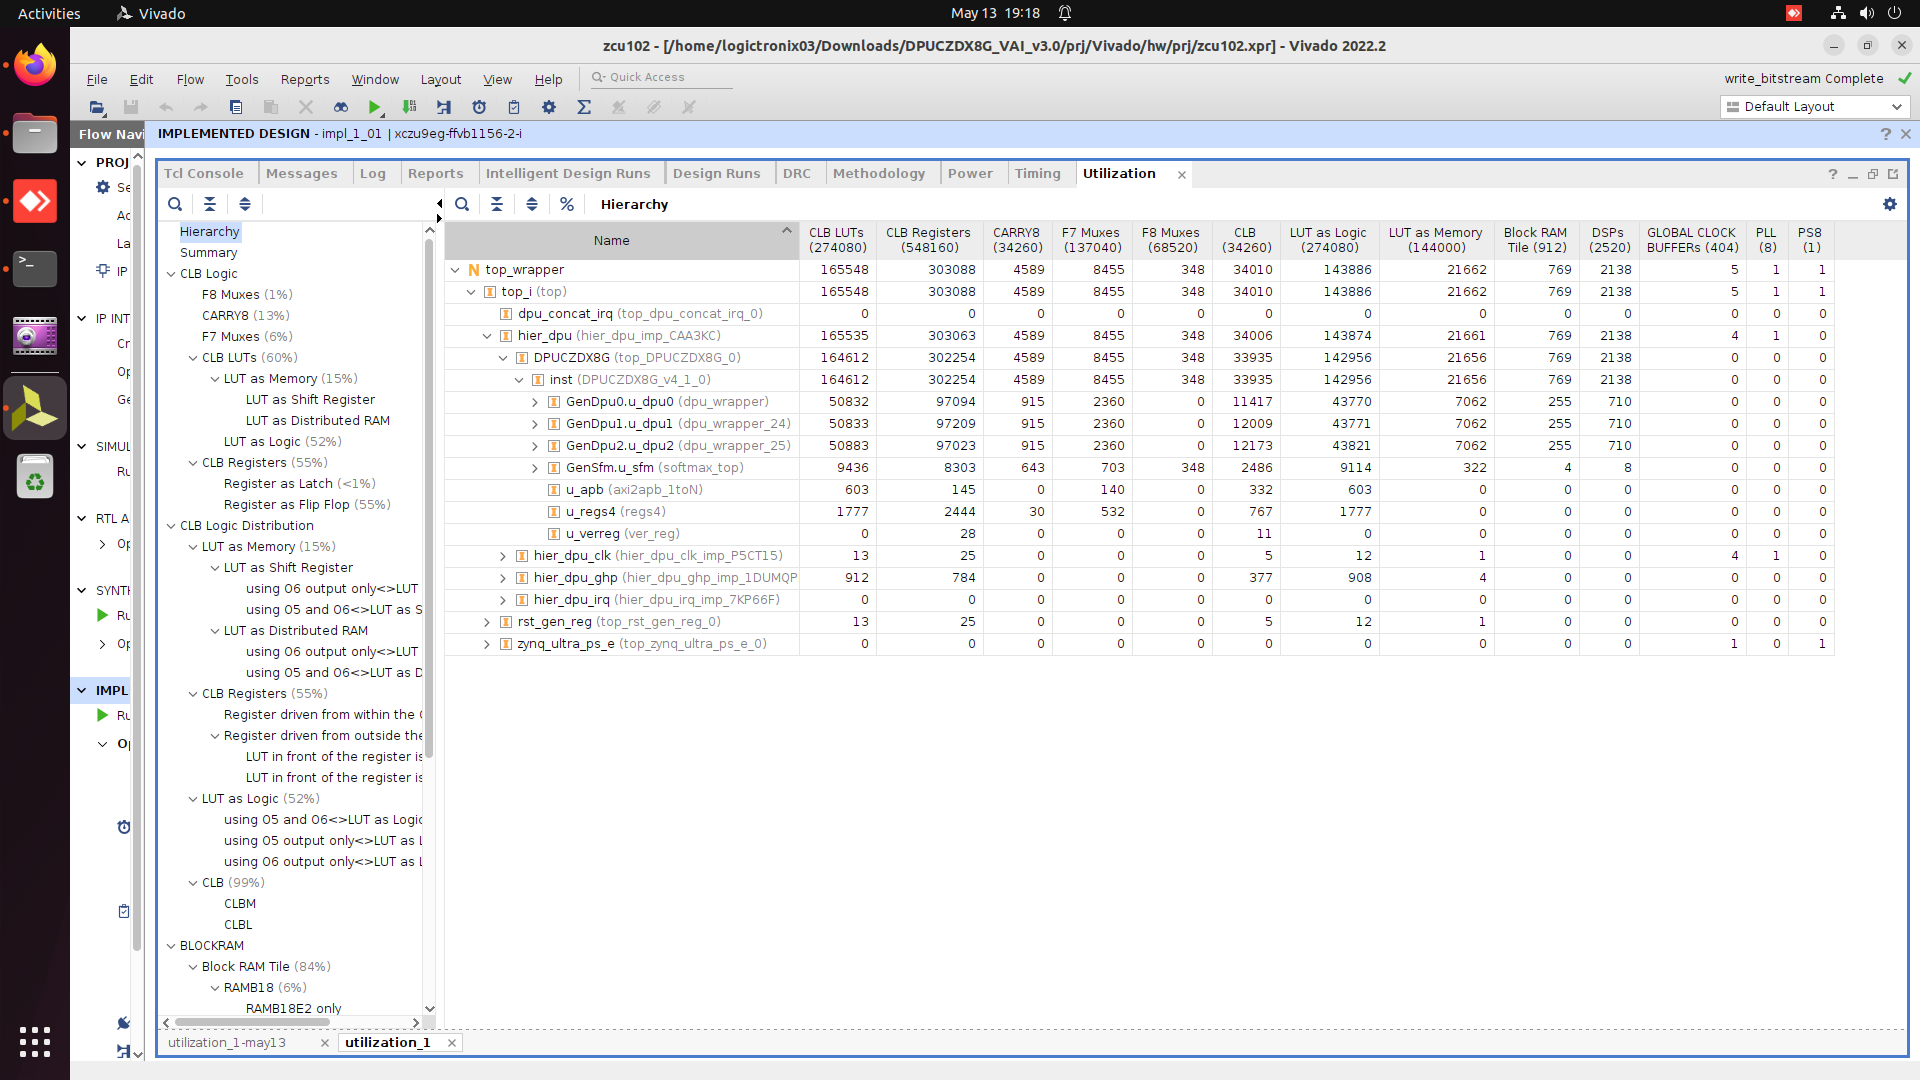 Activities Vivado May 13 19:18
zcu102 - [/home/logictronix03/Downloads/DPUCZDX8G_VAI_v3.0/prj/Vivado/hw/prj/zcu102.xpr] - Vivado 2022.2
File Edit Flow Tools Reports Window Layout View Help Quick Access write_bitstream Complete
Default Layout
Flow Navi IMPLEMENTED DESIGN - impl_1_01 | xczu9eg-ffvb1156-2-i
PROJ
Se
Ac
La
IP
IP INT
Cr
Op
Ge
SIMUL
Ru
RTL A
Op
SYNTH
Ru
Op
IMPL
Ru
Op
Tcl Console Messages Log Reports Intelligent Design Runs Design Runs DRC Methodology Power Timing Utilization
Hierarchy
Summary
CLB Logic
F8 Muxes (1%)
CARRY8 (13%)
F7 Muxes (6%)
CLB LUTs (60%)
LUT as Memory (15%)
LUT as Shift Register
LUT as Distributed RAM
LUT as Logic (52%)
CLB Registers (55%)
Register as Latch (<1%)
Register as Flip Flop (55%)
CLB Logic Distribution
LUT as Memory (15%)
LUT as Shift Register
using O6 output only<>LUT
using O5 and O6<>LUT as S
LUT as Distributed RAM
using O6 output only<>LUT
using O5 and O6<>LUT as D
CLB Registers (55%)
Register driven from within the
Register driven from outside the
LUT in front of the register is
LUT in front of the register is
LUT as Logic (52%)
using O5 and O6<>LUT as Logic
using O5 output only<>LUT as L
using O6 output only<>LUT as L
CLB (99%)
CLBM
CLBL
BLOCKRAM
Block RAM Tile (84%)
RAMB18 (6%)
RAMB18E2 only
% Hierarchy
Name CLB LUTs (274080) CLB Registers (548160) CARRY8 (34260) F7 Muxes (137040) F8 Muxes (68520) CLB (34260) LUT as Logic (274080) LUT as Memory (144000) Block RAM Tile (912) DSPs (2520) GLOBAL CLOCK BUFFERs (404) PLL (8) PS8 (1)
top_wrapper 165548 303088 4589 8455 348 34010 143886 21662 769 2138 5 1 1
top_i (top) 165548 303088 4589 8455 348 34010 143886 21662 769 2138 5 1 1
dpu_concat_irq (top_dpu_concat_irq_0) 0 0 0 0 0 0 0 0 0 0 0 0 0
hier_dpu (hier_dpu_imp_CAA3KC) 165535 303063 4589 8455 348 34006 143874 21661 769 2138 4 1 0
DPUCZDX8G (top_DPUCZDX8G_0) 164612 302254 4589 8455 348 33935 142956 21656 769 2138 0 0 0
inst (DPUCZDX8G_v4_1_0) 164612 302254 4589 8455 348 33935 142956 21656 769 2138 0 0 0
GenDpu0.u_dpu0 (dpu_wrapper) 50832 97094 915 2360 0 11417 43770 7062 255 710 0 0 0
GenDpu1.u_dpu1 (dpu_wrapper_24) 50833 97209 915 2360 0 12009 43771 7062 255 710 0 0 0
GenDpu2.u_dpu2 (dpu_wrapper_25) 50883 97023 915 2360 0 12173 43821 7062 255 710 0 0 0
GenSfm.u_sfm (softmax_top) 9436 8303 643 703 348 2486 9114 322 4 8 0 0 0
u_apb (axi2apb_1toN) 603 145 0 140 0 332 603 0 0 0 0 0 0
u_regs4 (regs4) 1777 2444 30 532 0 767 1777 0 0 0 0 0 0
u_verreg (ver_reg) 0 28 0 0 0 11 0 0 0 0 0 0 0
hier_dpu_clk (hier_dpu_clk_imp_P5CT15) 13 25 0 0 0 5 12 1 0 0 4 1 0
hier_dpu_ghp (hier_dpu_ghp_imp_1DUMQP 912 784 0 0 0 377 908 4 0 0 0 0 0
hier_dpu_irq (hier_dpu_irq_imp_7KP66F) 0 0 0 0 0 0 0 0 0 0 0 0 0
rst_gen_reg (top_rst_gen_reg_0) 13 25 0 0 0 5 12 1 0 0 0 0 0
zynq_ultra_ps_e (top_zynq_ultra_ps_e_0) 0 0 0 0 0 0 0 0 0 0 1 0 1
utilization_1-may13 utilization_1